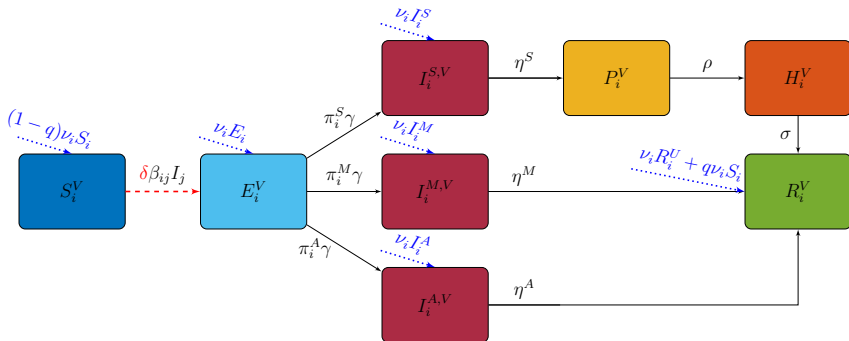 ν_i I_i^S
I_i^{S,V}
η^S
P_i^V
ρ
H_i^V
(1 − q)ν_i S_i
ν_i E_i
π_i^S γ
ν_i I_i^M
σ
ν_i R_i^U + qν_i S_i
S_i^V
δβ_{ij} I_j
E_i^V
π_i^M γ
I_i^{M,V}
η^M
R_i^V
π_i^A γ
ν_i I_i^A
I_i^{A,V}
η^A